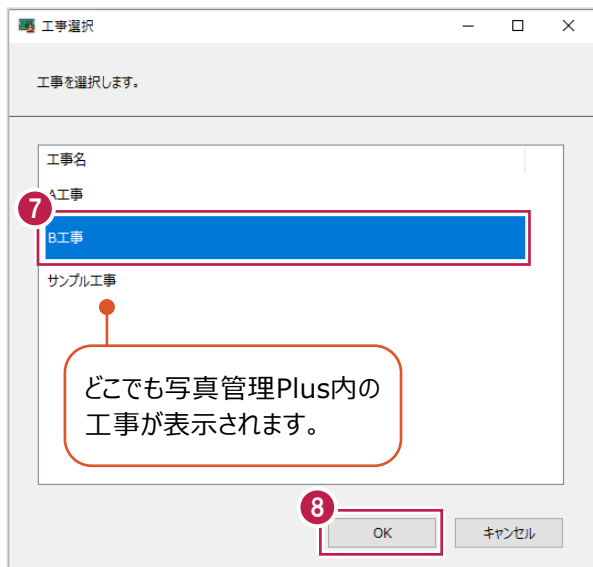 工事選択
工事を選択します。
工事名
A工事
7
B工事
サンプル工事
どこでも写真管理Plus内の
工事が表示されます。
8
OK
キャンセル